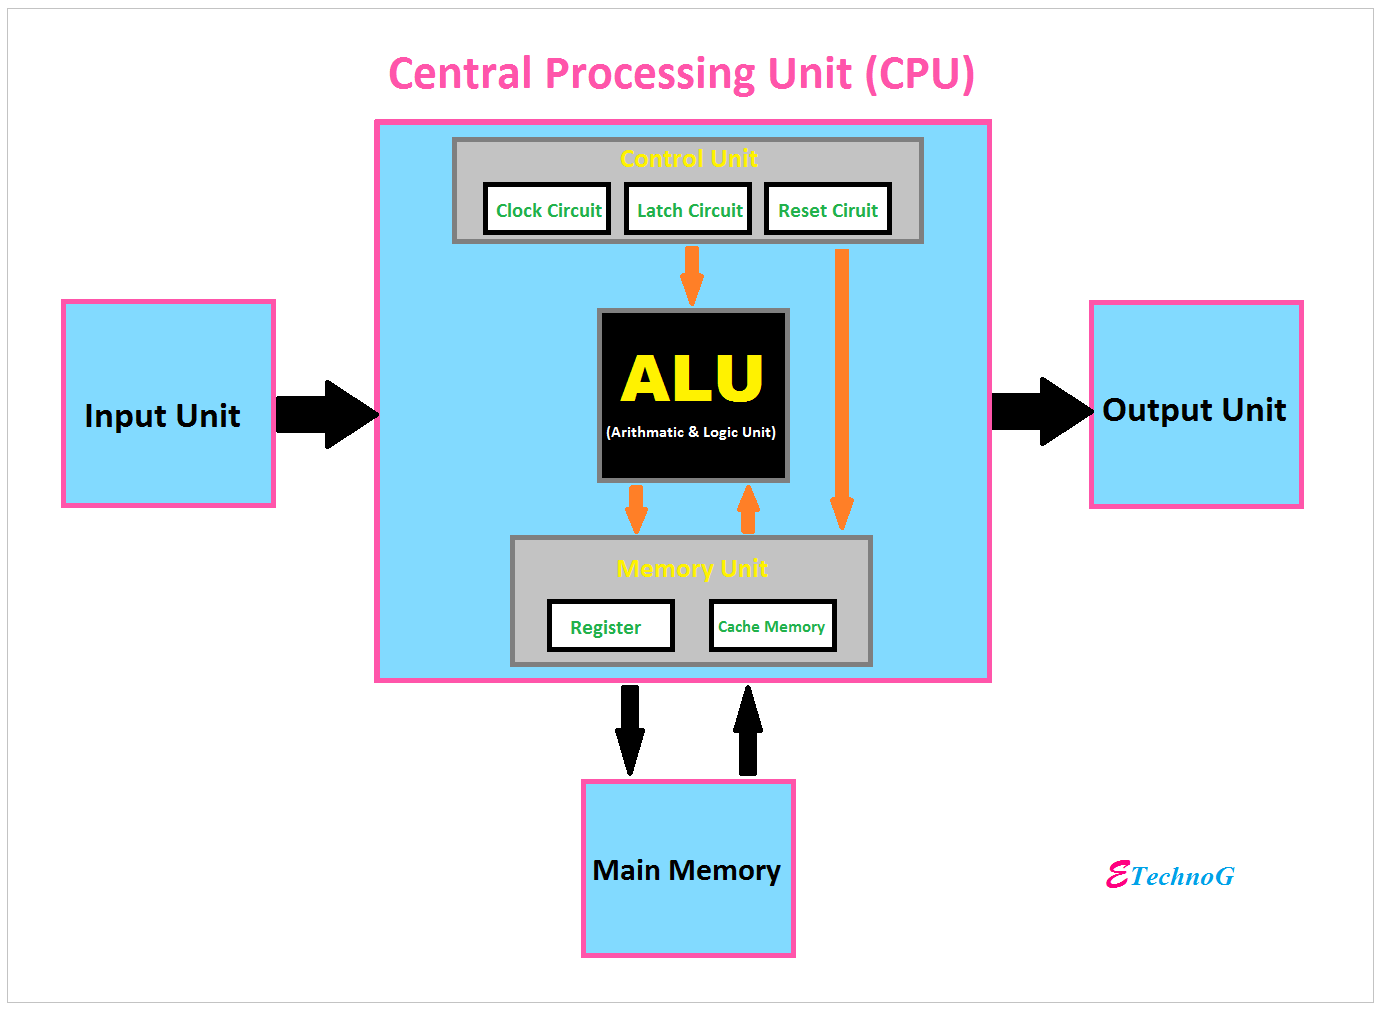 Central Processing Unit (CPU)
Control Unit
Clock Circuit
Latch Circuit
Reset Ciruit
ALU
(Arithmatic & Logic Unit)
Input Unit
Output Unit
Memory Unit
Register
Cache Memory
Main Memory
ETechnoG